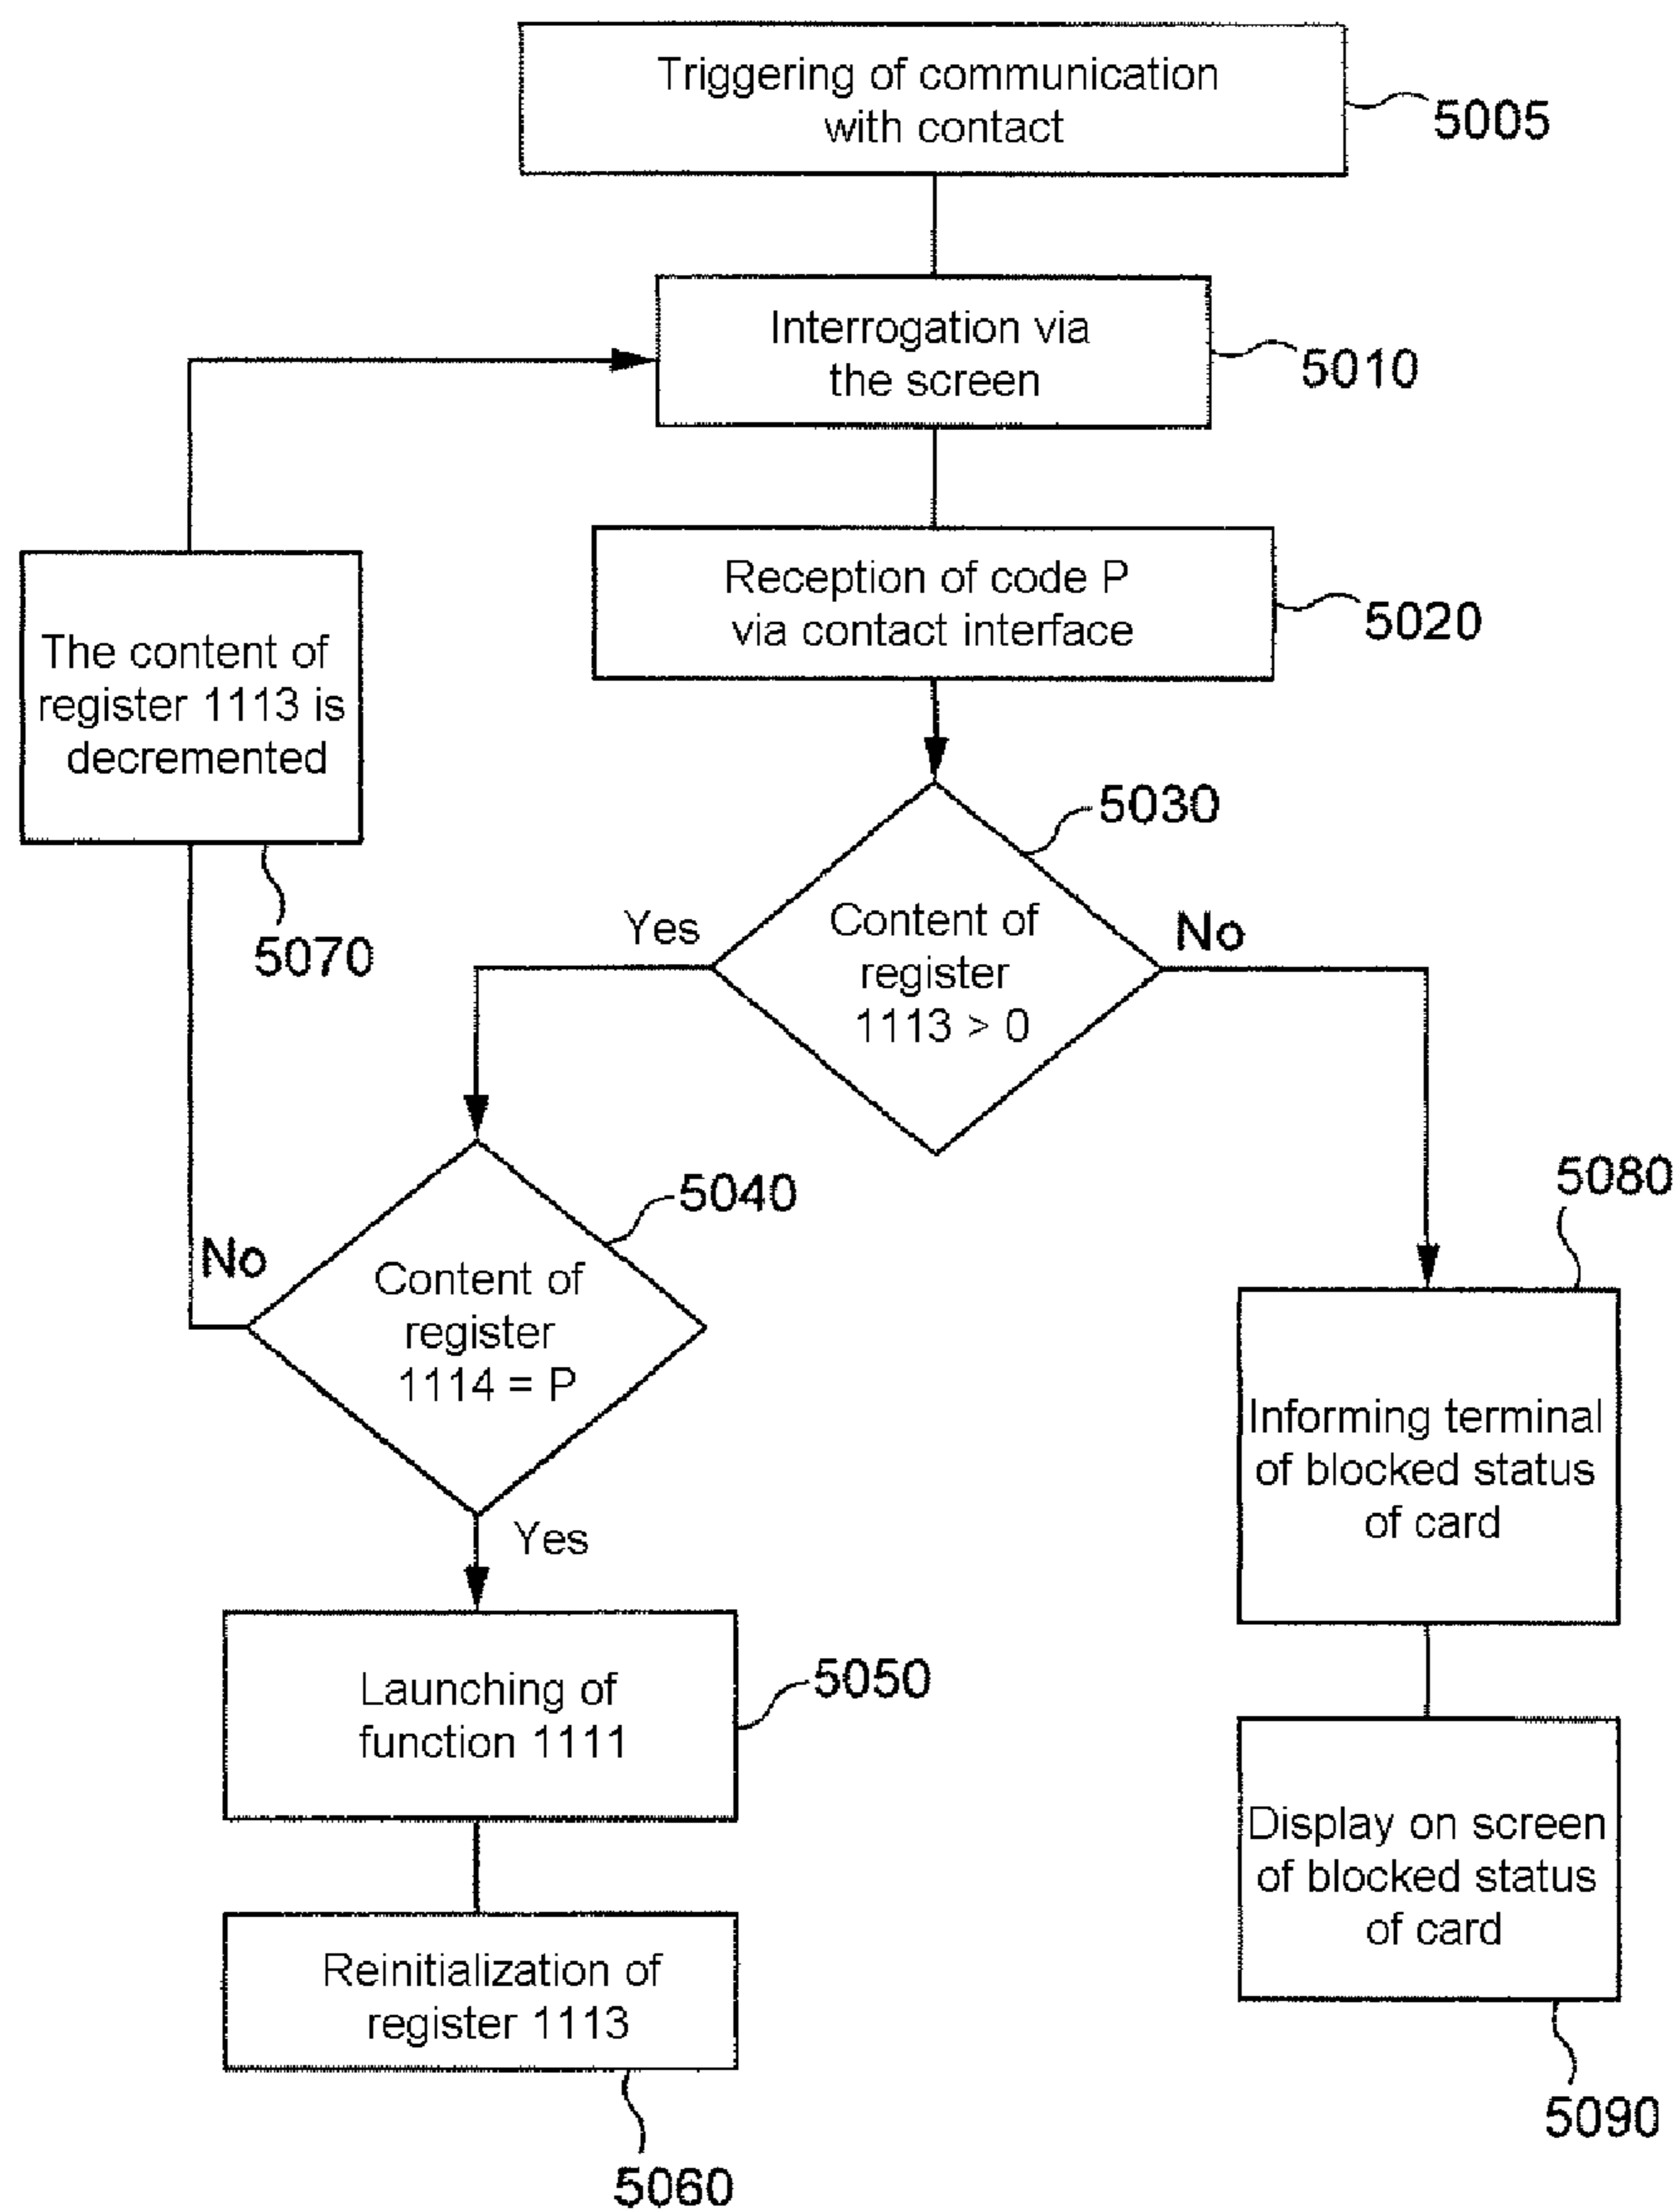 Triggering of communication
with contact
5005
Interrogation via
the screen
5010
Reception of code P
via contact interface
5020
The content of
register 1113 is
decremented
5070
5030
Yes
Content of
register
1113 > 0
No
5040
No
Content of
register
1114 = P
Yes
5080
Informing terminal
of blocked status
of card
Launching of
function 1111
5050
Display on screen
of blocked status
of card
5090
Reinitialization of
register 1113
5060